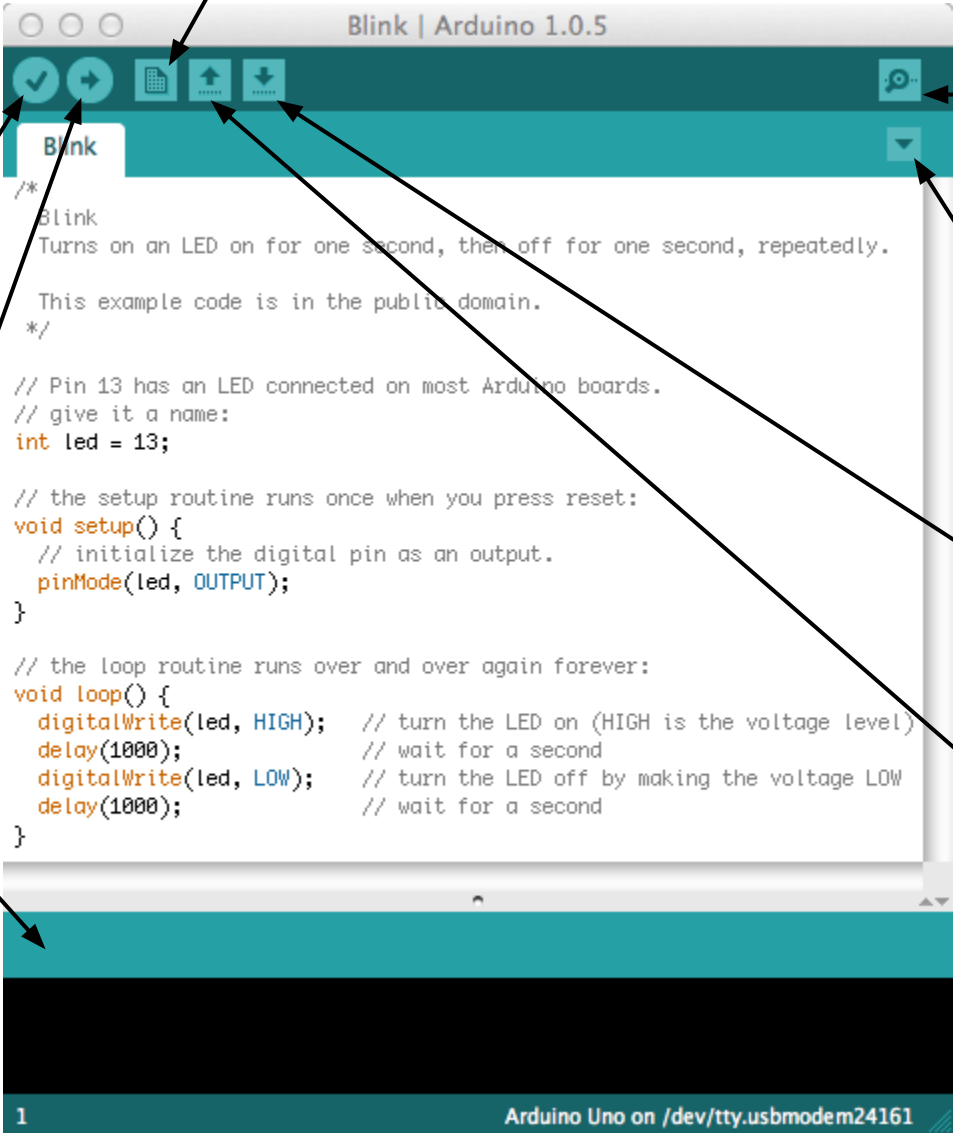 Blink | Arduino 1.0.5
Blink
/*
  Blink
  Turns on an LED on for one second, then off for one second, repeatedly.

  This example code is in the public domain.
 */

// Pin 13 has an LED connected on most Arduino boards.
// give it a name:
int led = 13;

// the setup routine runs once when you press reset:
void setup() {
  // initialize the digital pin as an output.
  pinMode(led, OUTPUT);
}

// the loop routine runs over and over again forever:
void loop() {
  digitalWrite(led, HIGH);   // turn the LED on (HIGH is the voltage level)
  delay(1000);               // wait for a second
  digitalWrite(led, LOW);    // turn the LED off by making the voltage LOW
  delay(1000);               // wait for a second
}
1 Arduino Uno on /dev/tty.usbmodem24161